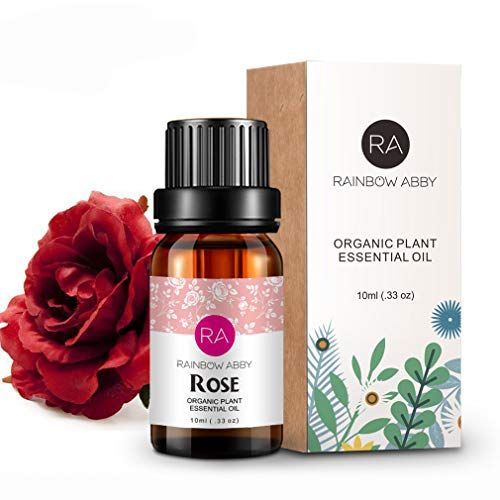 RA
RAINBOW ABBY
ROSE
ORGANIC PLANT
ESSENTIAL OIL
10ml (.33 oz)
RA
RAINBOW ABBY
ORGANIC PLANT
ESSENTIAL OIL
10ml (.33 oz)